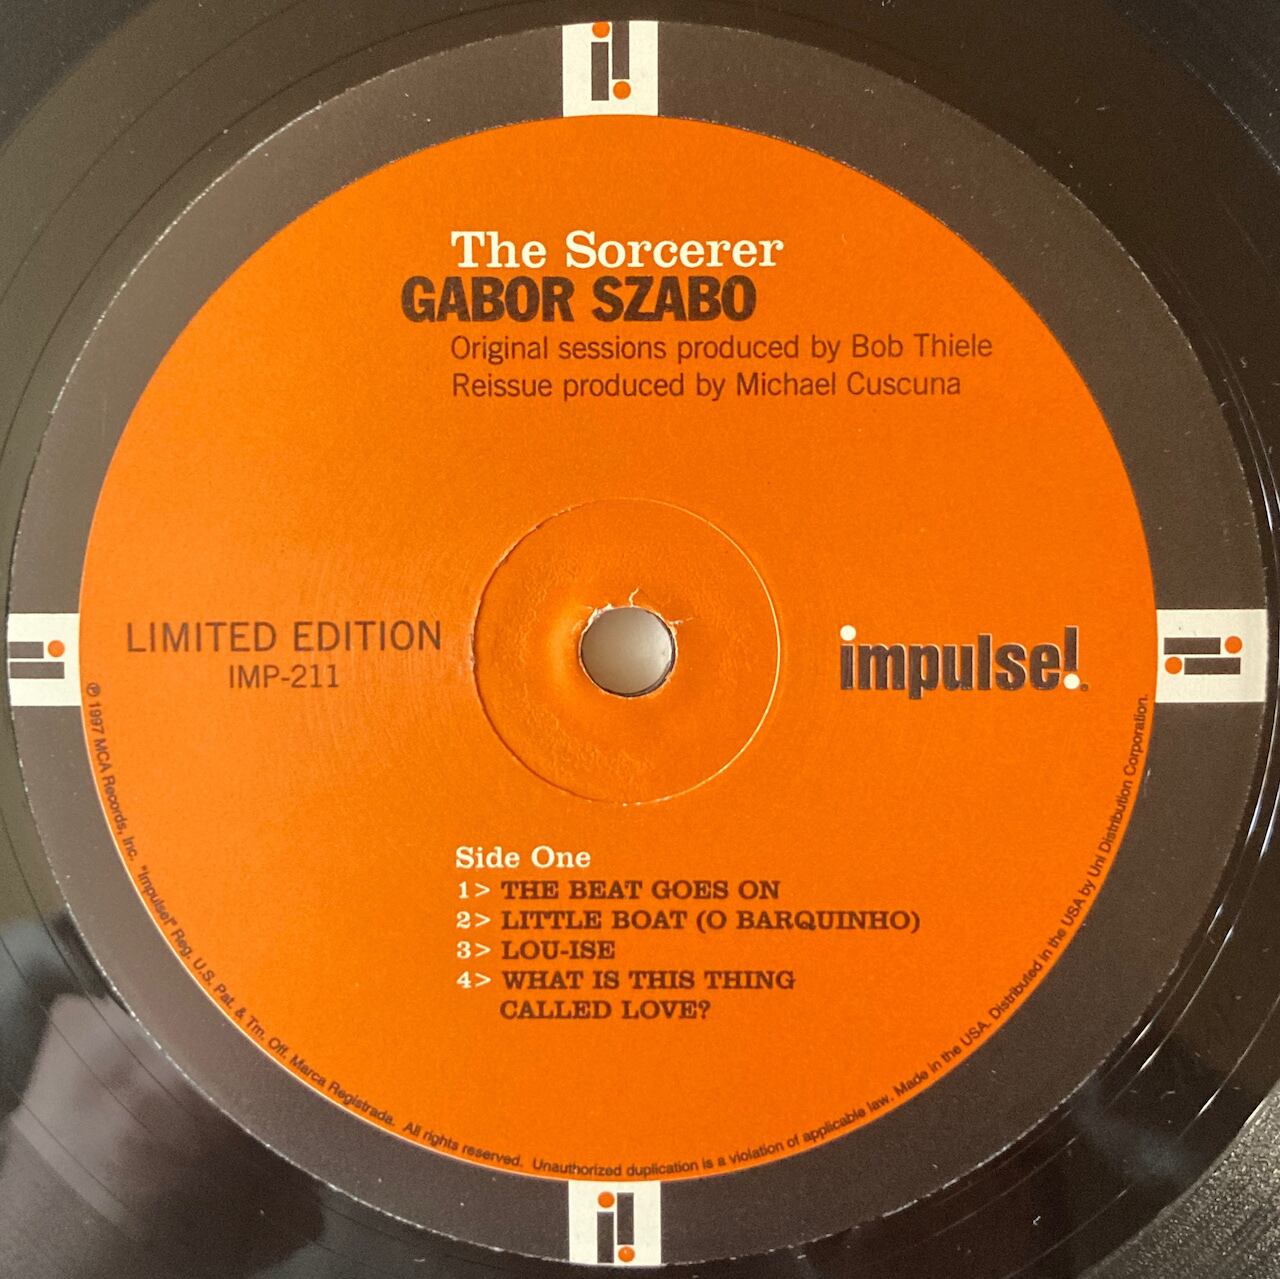 The Sorcerer
GABOR SZABO
Original sessions produced by Bob Thiele
Reissue produced by Michael Cuscuna
LIMITED EDITION
IMP-211
impulse!®
Side One
1> THE BEAT GOES ON
2> LITTLE BOAT (O BARQUINHO)
3> LOU-ISE
4> WHAT IS THIS THING
CALLED LOVE?
℗ 1997 MCA Records, Inc. "Impulse!" Reg. U.S. Pat. & Tm. Off. Marca Registrada. All rights reserved. Unauthorized duplication is a violation of applicable law. Made in the USA. Distributed in the USA by Uni Distribution Corporation.